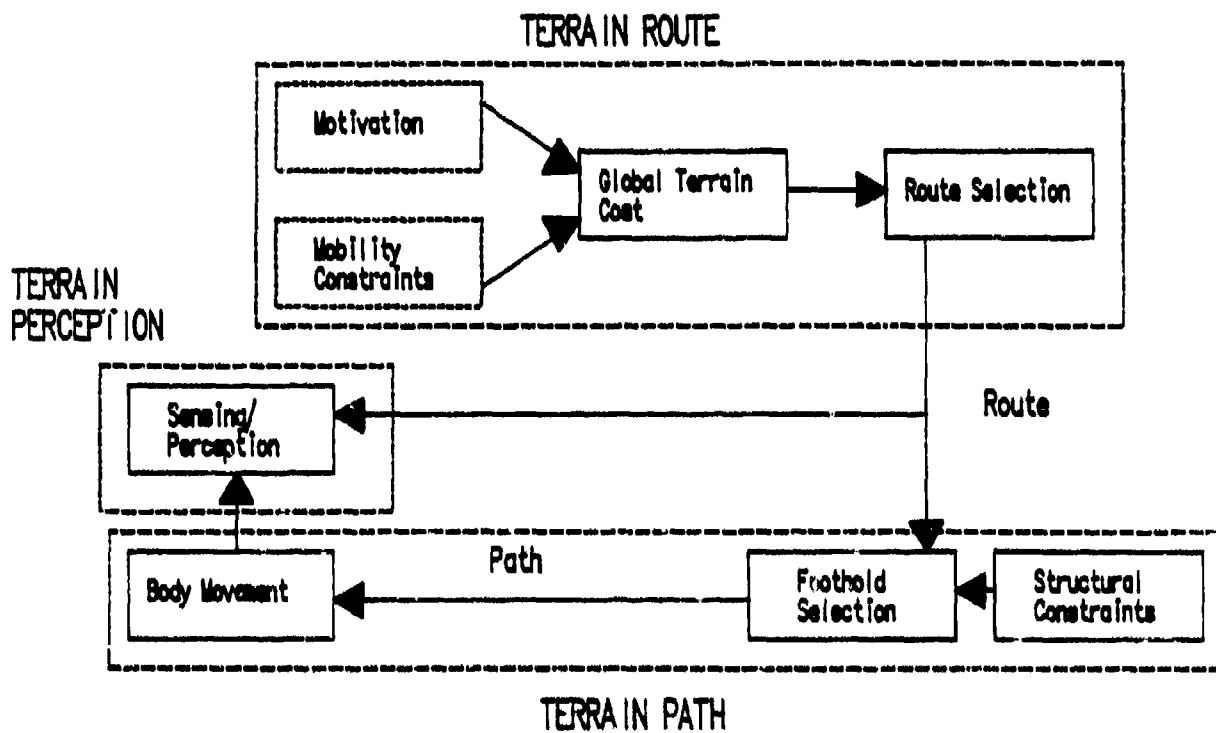 TERRAIN ROUTE
Motivation
Global Terrain
Cost
Route Selection
Mobility
Constraints
TERRAIN
PERCEPTION
Sensing/
Perception
Route
Path
Body Movement
Foothold
Selection
Structural
Constraints
TERRAIN PATH